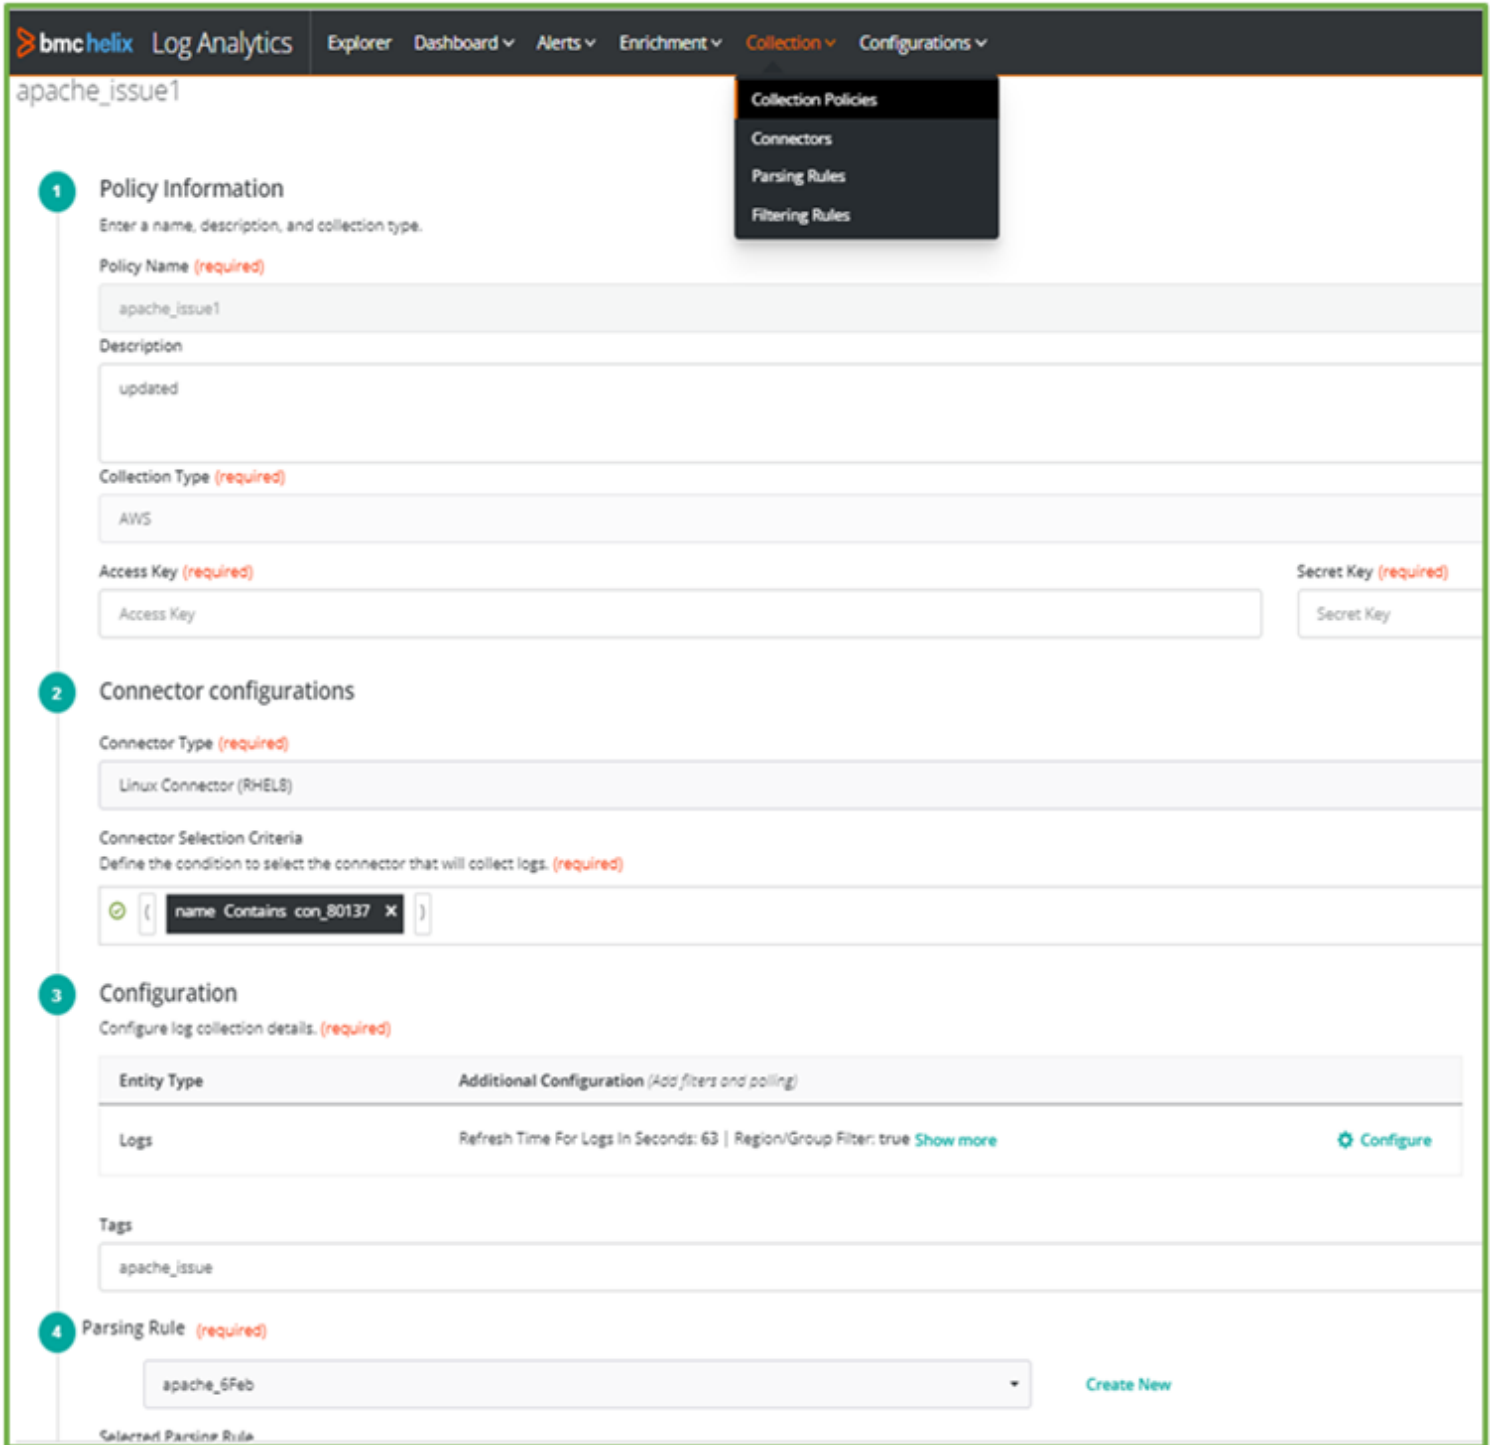 bmc helix Log Analytics Explorer Dashboard Alerts Enrichment Collection Configurations
apache_issue1
Collection Policies
Connectors
Parsing Rules
Filtering Rules
1 Policy Information
Enter a name, description, and collection type.
Policy Name (required)
apache_issue1
Description
updated
Collection Type (required)
AWS
Access Key (required) Secret Key (required)
Access Key Secret Key
2 Connector configurations
Connector Type (required)
Linux Connector (RHEL8)
Connector Selection Criteria
Define the condition to select the connector that will collect logs. (required)
( name Contains con_80137 × )
3 Configuration
Configure log collection details. (required)
Entity Type Additional Configuration (Add filters and polling)
Logs Refresh Time For Logs In Seconds: 63 | Region/Group Filter: true Show more Configure
Tags
apache_issue
4 Parsing Rule (required)
apache_6Feb Create New
Selected Parsing Rule